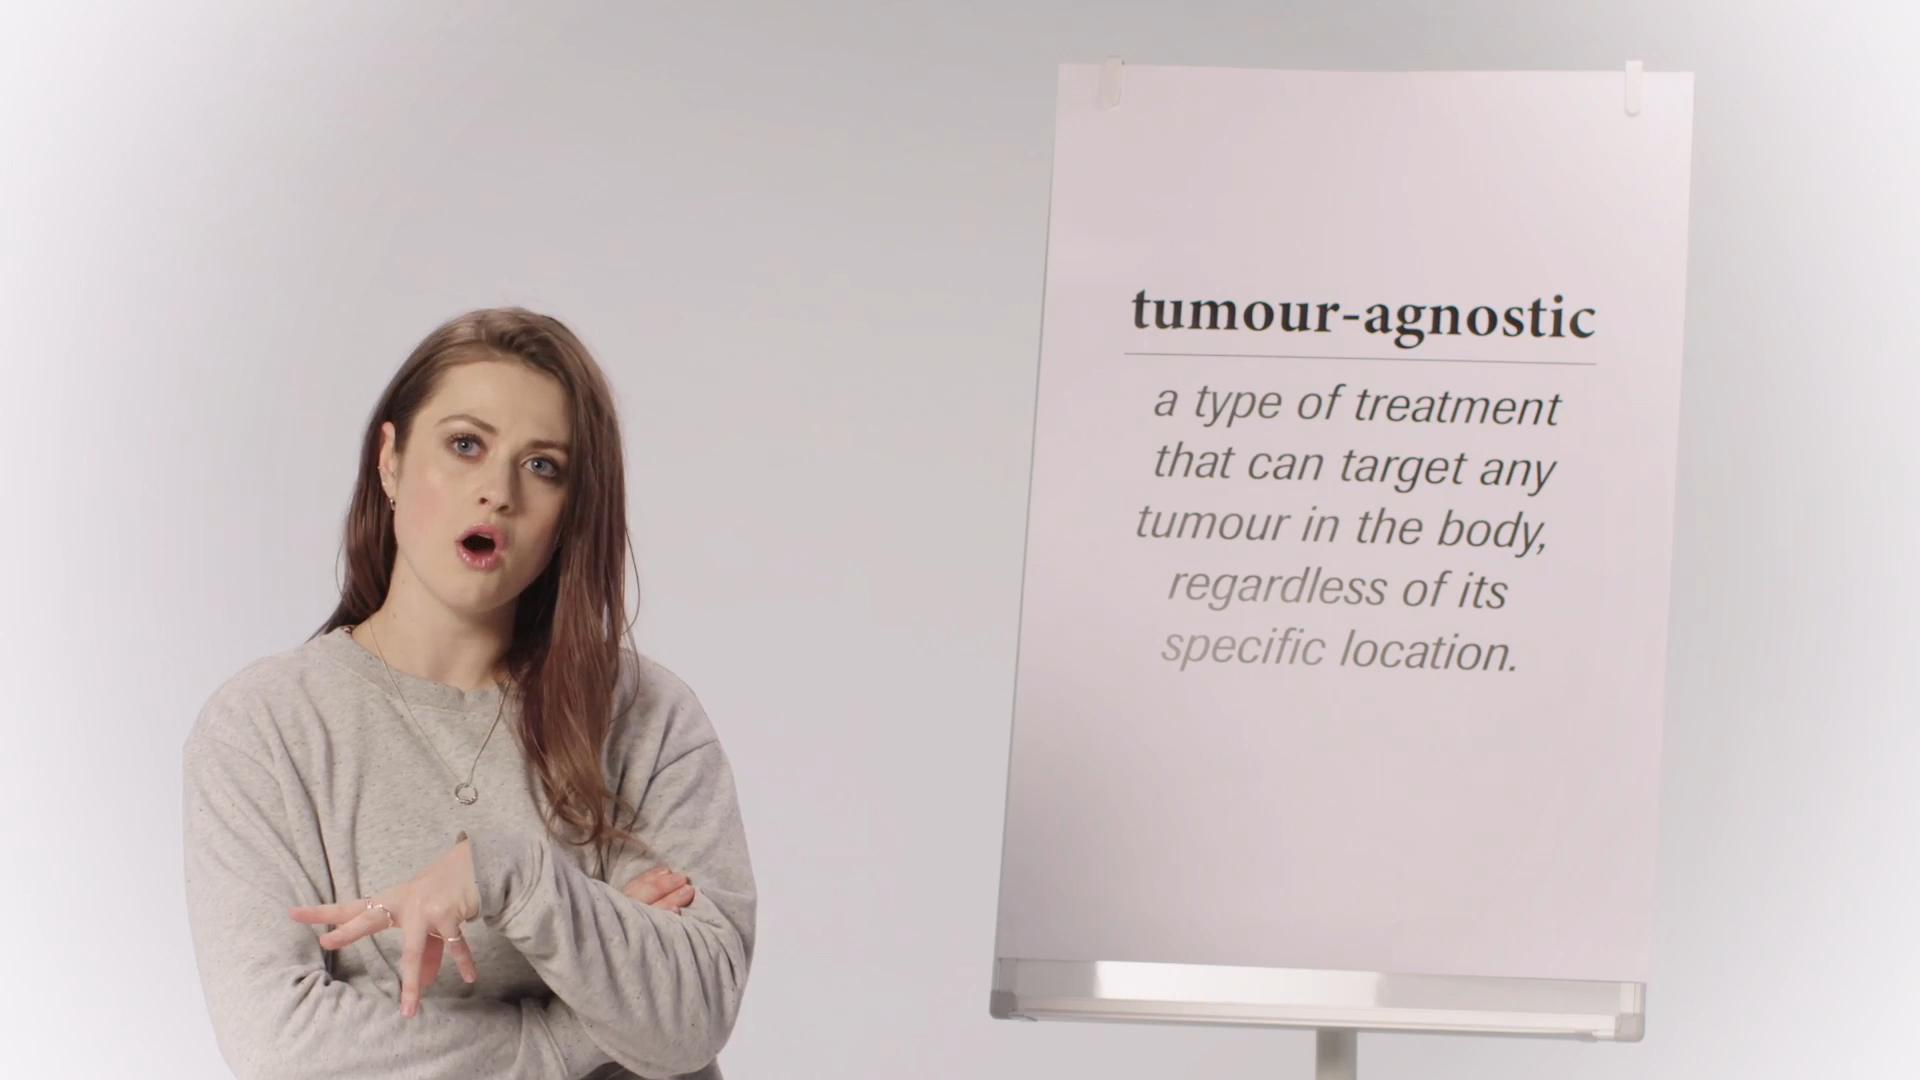 tumour-agnostic
a type of treatment
that can target any
tumour in the body,
regardless of its
specific location.